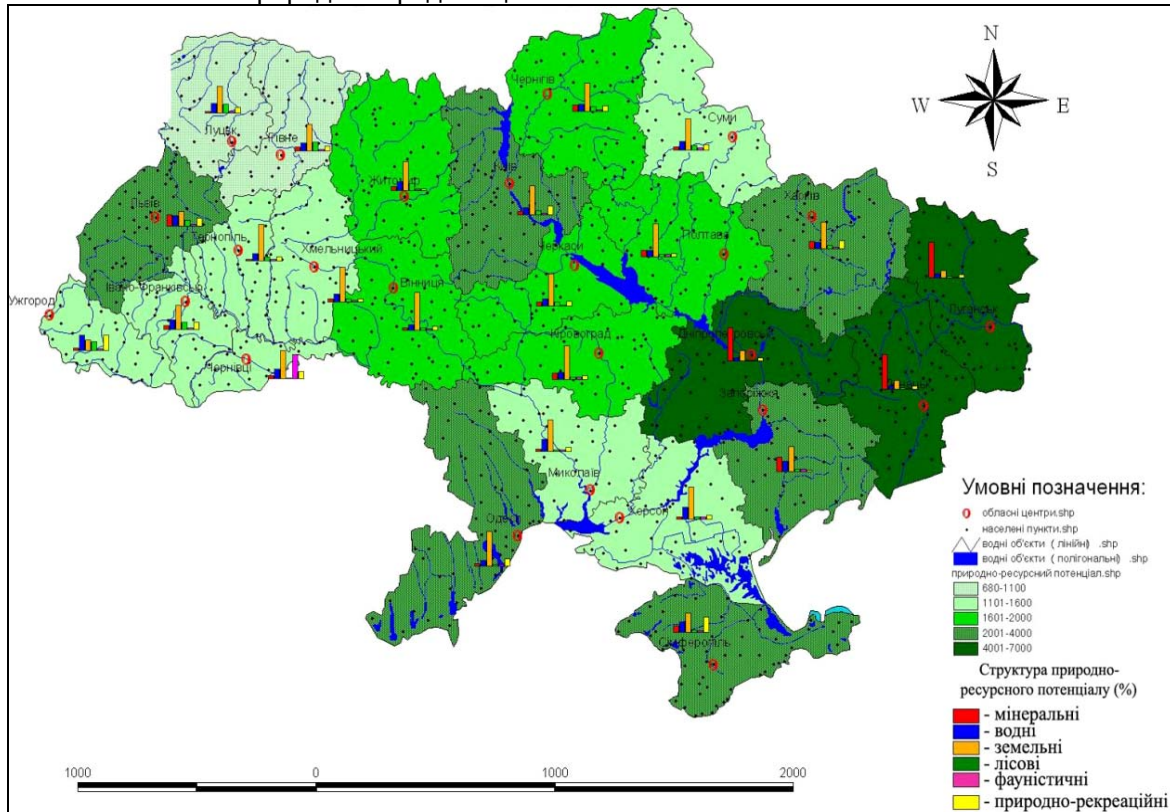 N
W E
S
Чернігів
Суми
Луцьк
Рівне
Житомир
Київ
Харків
Львів
Тернопіль
Хмельницький
Черкаси
Полтава
Вінниця
Івано-Франківськ
Ужгород
Луганськ
Кіровоград
Дніпропетровськ
Чернівці
Запоріжжя
Миколаїв
Херсон
Одеса
Сімферопіль
Умовні позначення:
обласні центри.shp
населені пункти.shp
водні об'єкти ( лінійні) .shp
водні об'єкти ( полігональні) .shp
природно-ресурсний потенціал.shp
680-1100
1101-1600
1601-2000
2001-4000
4001-7000
Структура природно-
ресурсного потенціалу (%)
- мінеральні
- водні
- земельні
- лісові
- фауністичні
- природно-рекреаційні
1000 0 1000 2000